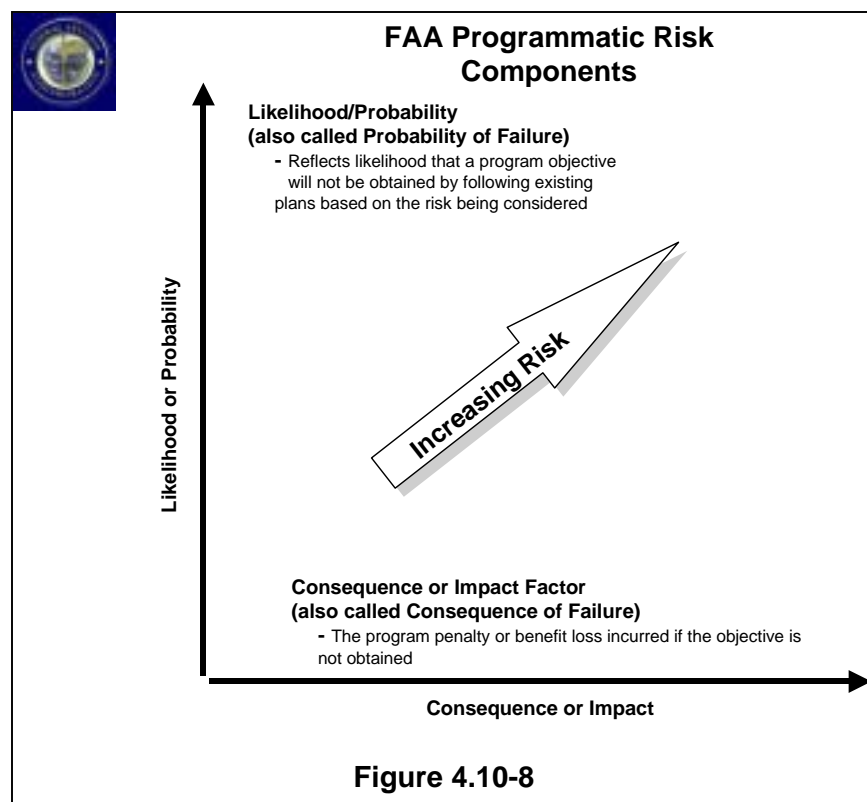 FAA Programmatic Risk
Components
Likelihood/Probability
(also called Probability of Failure)
- Reflects likelihood that a program objective
will not be obtained by following existing
plans based on the risk being considered
Likelihood or Probability
Increasing Risk
Consequence or Impact Factor
(also called Consequence of Failure)
- The program penalty or benefit loss incurred if the objective is
not obtained
Consequence or Impact
Figure 4.10-8